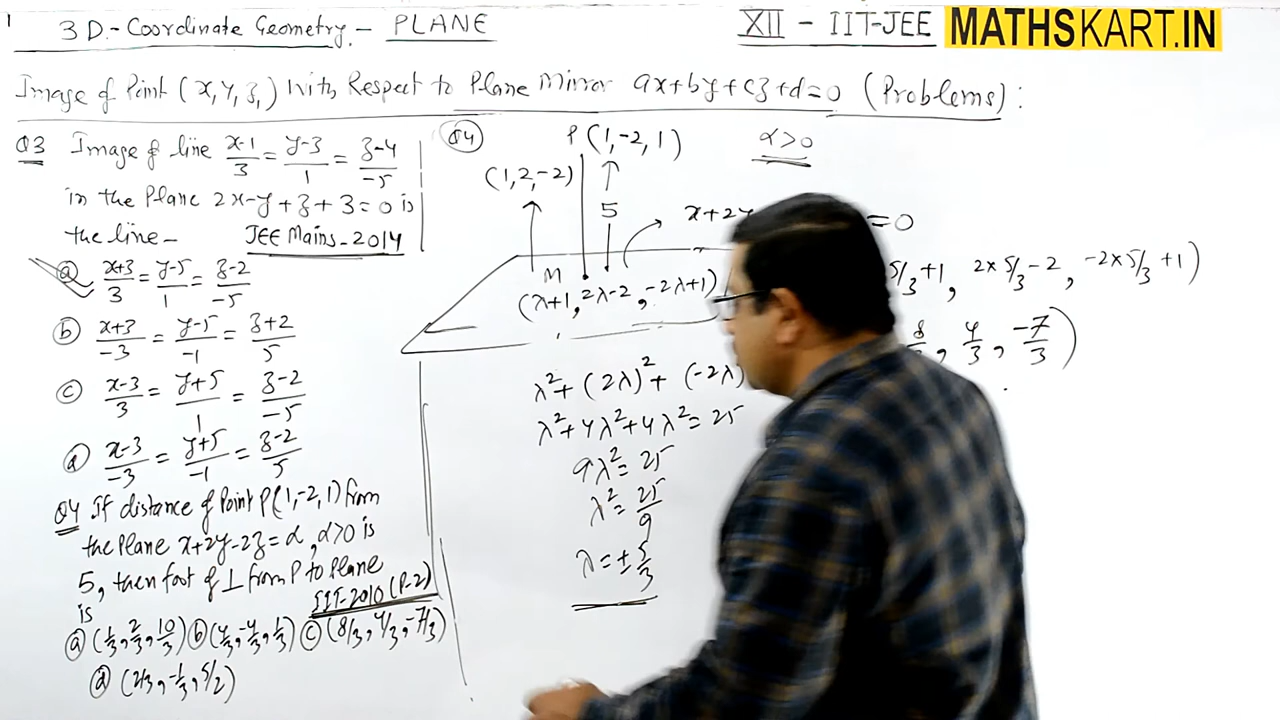 1
3D.-Coordinate Geometry.- PLANE
XII - IIT-JEE MATHSKART.IN
Image of Point (x,y,z,) With Respect to Plane Mirror ax+by+cz+d=0 (Problems):
Q3 Image of line (x-1)/3 = (y-3)/1 = (z-4)/-5
in the Plane 2x-y+z+3=0 is
the line- JEE Mains-2014
(a) (x+3)/3 = (y-5)/1 = (z-2)/-5
(b) (x+3)/-3 = (y-5)/-1 = (z+2)/5
(c) (x-3)/3 = (y+5)/1 = (z-2)/-5
(d) (x-3)/-3 = (y+5)/-1 = (z-2)/5
Q4 If distance of Point P(1,-2,1) from
the Plane x+2y-2z=α, α>0 is
5, then foot of ⊥ from P to Plane
is IIT-2010 (P-2)
(a) (1/3, 2/3, 10/3) (b) (4/3, -4/3, 1/3) (c) (8/3, 4/3, -7/3)
(d) (2/3, -1/3, 5/2)
Q4 P(1,-2,1) α>0
(1,2,-2)
5 x+2y =0
M
(λ+1, 2λ-2, -2λ+1)
λ²+(2λ)²+(-2λ)
λ²+4λ²+4λ²=25
9λ²=25
λ²=25/9
λ=±5/3
5/3+1, 2×5/3-2, -2×5/3+1)
8/3, 4/3, -7/3)